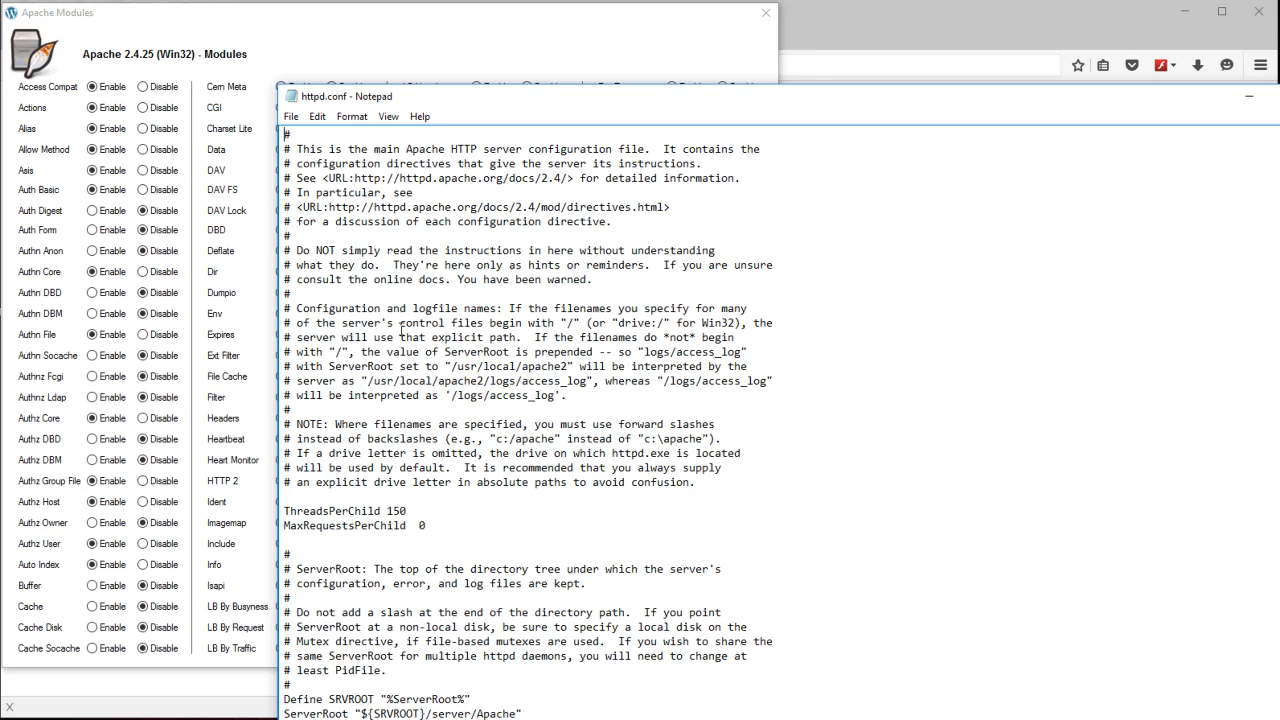 Apache Modules
Apache 2.4.25 (Win32) - Modules
Access Compat Enable Disable Cern Meta
Actions Enable Disable CGI
Alias Enable Disable Charset Lite
Allow Method Enable Disable Data
Asis Enable Disable DAV
Auth Basic Enable Disable DAV FS
Auth Digest Enable Disable DAV Lock
Auth Form Enable Disable DBD
Authn Anon Enable Disable Deflate
Authn Core Enable Disable Dir
Authn DBD Enable Disable Dumpio
Authn DBM Enable Disable Env
Authn File Enable Disable Expires
Authn Socache Enable Disable Ext Filter
Authnz Fcgi Enable Disable File Cache
Authnz Ldap Enable Disable Filter
Authz Core Enable Disable Headers
Authz DBD Enable Disable Heartbeat
Authz DBM Enable Disable Heart Monitor
Authz Group File Enable Disable HTTP 2
Authz Host Enable Disable Ident
Authz Owner Enable Disable Imagemap
Authz User Enable Disable Include
Auto Index Enable Disable Info
Buffer Enable Disable Isapi
Cache Enable Disable LB By Busyness
Cache Disk Enable Disable LB By Request
Cache Socache Enable Disable LB By Traffic
httpd.conf - Notepad
File Edit Format View Help
#
# This is the main Apache HTTP server configuration file.  It contains the
# configuration directives that give the server its instructions.
# See <URL:http://httpd.apache.org/docs/2.4/> for detailed information.
# In particular, see
# <URL:http://httpd.apache.org/docs/2.4/mod/directives.html>
# for a discussion of each configuration directive.
#
# Do NOT simply read the instructions in here without understanding
# what they do.  They're here only as hints or reminders.  If you are unsure
# consult the online docs. You have been warned.
#
# Configuration and logfile names: If the filenames you specify for many
# of the server's control files begin with "/" (or "drive:/" for Win32), the
# server will use that explicit path.  If the filenames do *not* begin
# with "/", the value of ServerRoot is prepended -- so "logs/access_log"
# with ServerRoot set to "/usr/local/apache2" will be interpreted by the
# server as "/usr/local/apache2/logs/access_log", whereas "/logs/access_log"
# will be interpreted as '/logs/access_log'.
#
# NOTE: Where filenames are specified, you must use forward slashes
# instead of backslashes (e.g., "c:/apache" instead of "c:\apache").
# If a drive letter is omitted, the drive on which httpd.exe is located
# will be used by default.  It is recommended that you always supply
# an explicit drive letter in absolute paths to avoid confusion.
ThreadsPerChild 150
MaxRequestsPerChild  0
#
# ServerRoot: The top of the directory tree under which the server's
# configuration, error, and log files are kept.
#
# Do not add a slash at the end of the directory path.  If you point
# ServerRoot at a non-local disk, be sure to specify a local disk on the
# Mutex directive, if file-based mutexes are used.  If you wish to share the
# same ServerRoot for multiple httpd daemons, you will need to change at
# least PidFile.
#
Define SRVROOT "%ServerRoot%"
ServerRoot "${SRVROOT}/server/Apache"